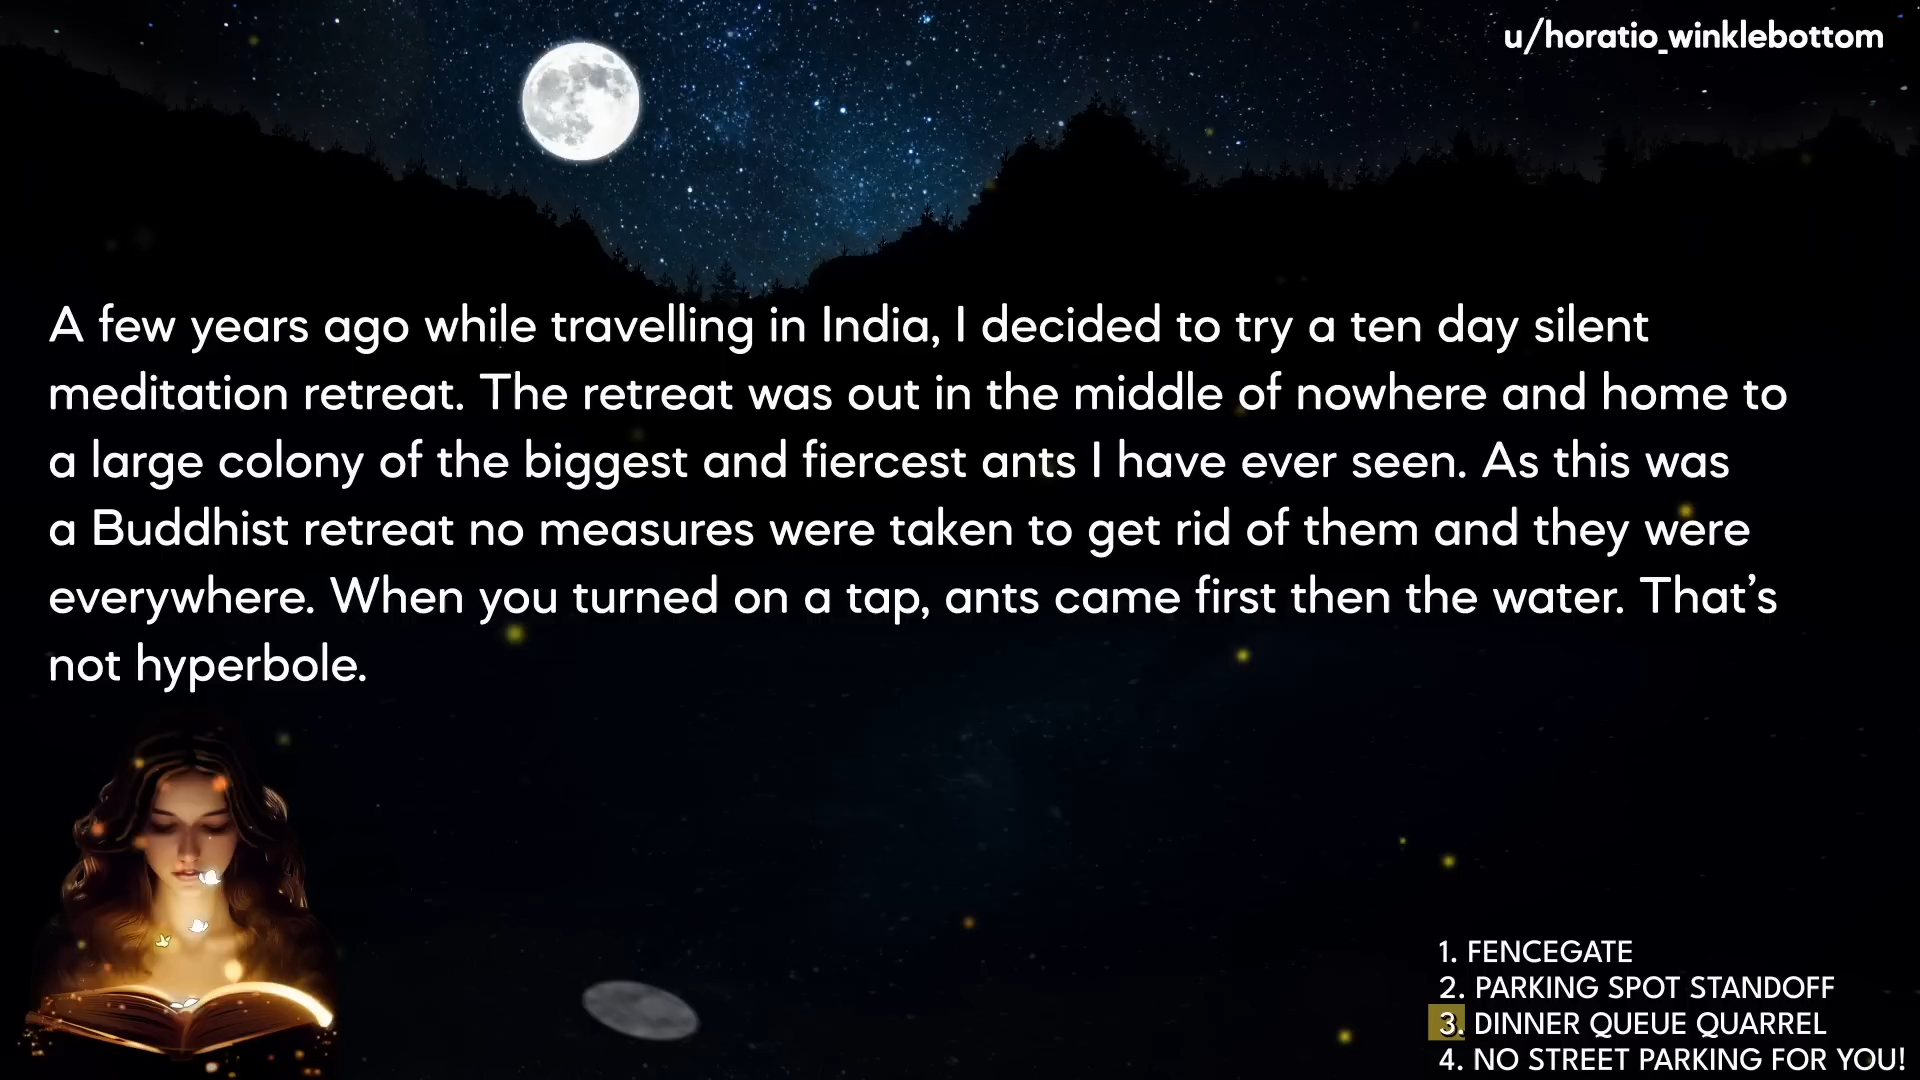 u/horatio_winklebottom
A few years ago while travelling in India, I decided to try a ten day silent
meditation retreat. The retreat was out in the middle of nowhere and home to
a large colony of the biggest and fiercest ants I have ever seen. As this was
a Buddhist retreat no measures were taken to get rid of them and they were
everywhere. When you turned on a tap, ants came first then the water. That’s
not hyperbole.
1. FENCEGATE
2. PARKING SPOT STANDOFF
3. DINNER QUEUE QUARREL
4. NO STREET PARKING FOR YOU!